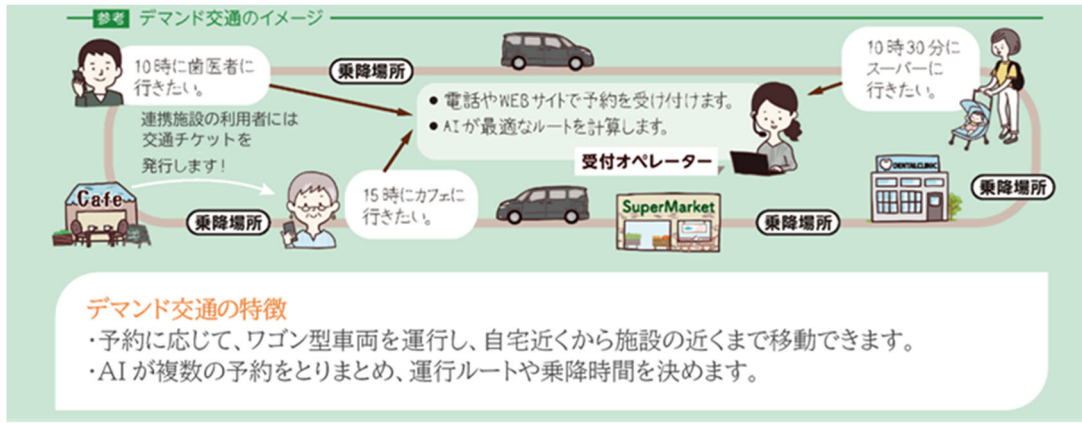 参考 デマンド交通のイメージ
10時に歯医者に
行きたい。
乗降場所
10時30分に
スーパーに
行きたい。
● 電話やWEBサイトで予約を受け付けます。
● AIが最適なルートを計算します。
受付オペレーター
連携施設の利用者には
交通チケットを
発行します!
Cafe
乗降場所
15時にカフェに
行きたい。
SuperMarket
乗降場所
DENTALCLINIC
乗降場所
デマンド交通の特徴
・予約に応じて、ワゴン型車両を運行し、自宅近くから施設の近くまで移動できます。
・AIが複数の予約をとりまとめ、運行ルートや乗降時間を決めます。